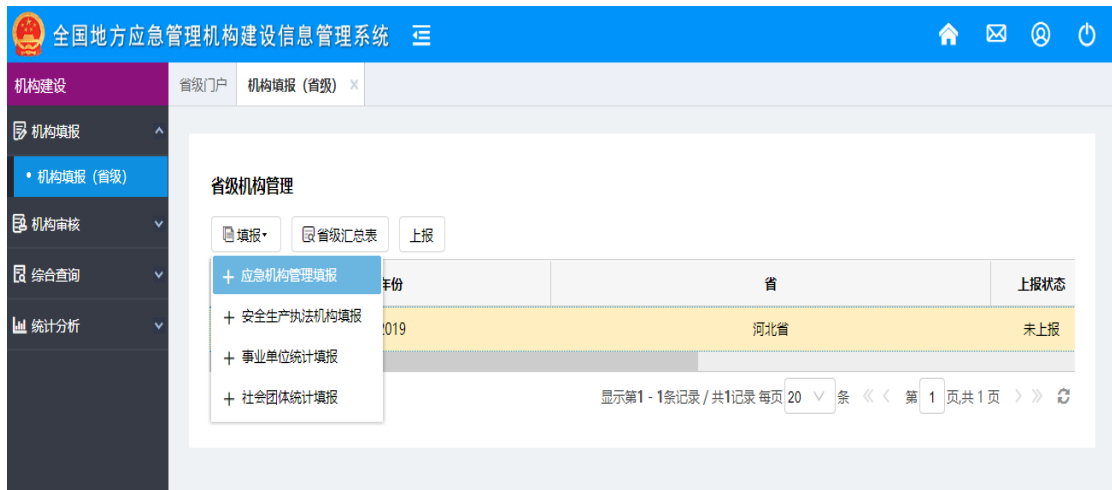 全国地方应急管理机构建设信息管理系统
机构建设
省级门户 机构填报（省级） ×
机构填报
• 机构填报（省级）
省级机构管理
机构审核
填报 省级汇总表 上报
综合查询
+ 应急机构管理填报
年份 省 上报状态
+ 安全生产执法机构填报
2019 河北省 未上报
统计分析
+ 事业单位统计填报
+ 社会团体统计填报
显示第1 - 1条记录 / 共1记录 每页 20 条 《 〈 第 1 页,共 1 页 〉 》